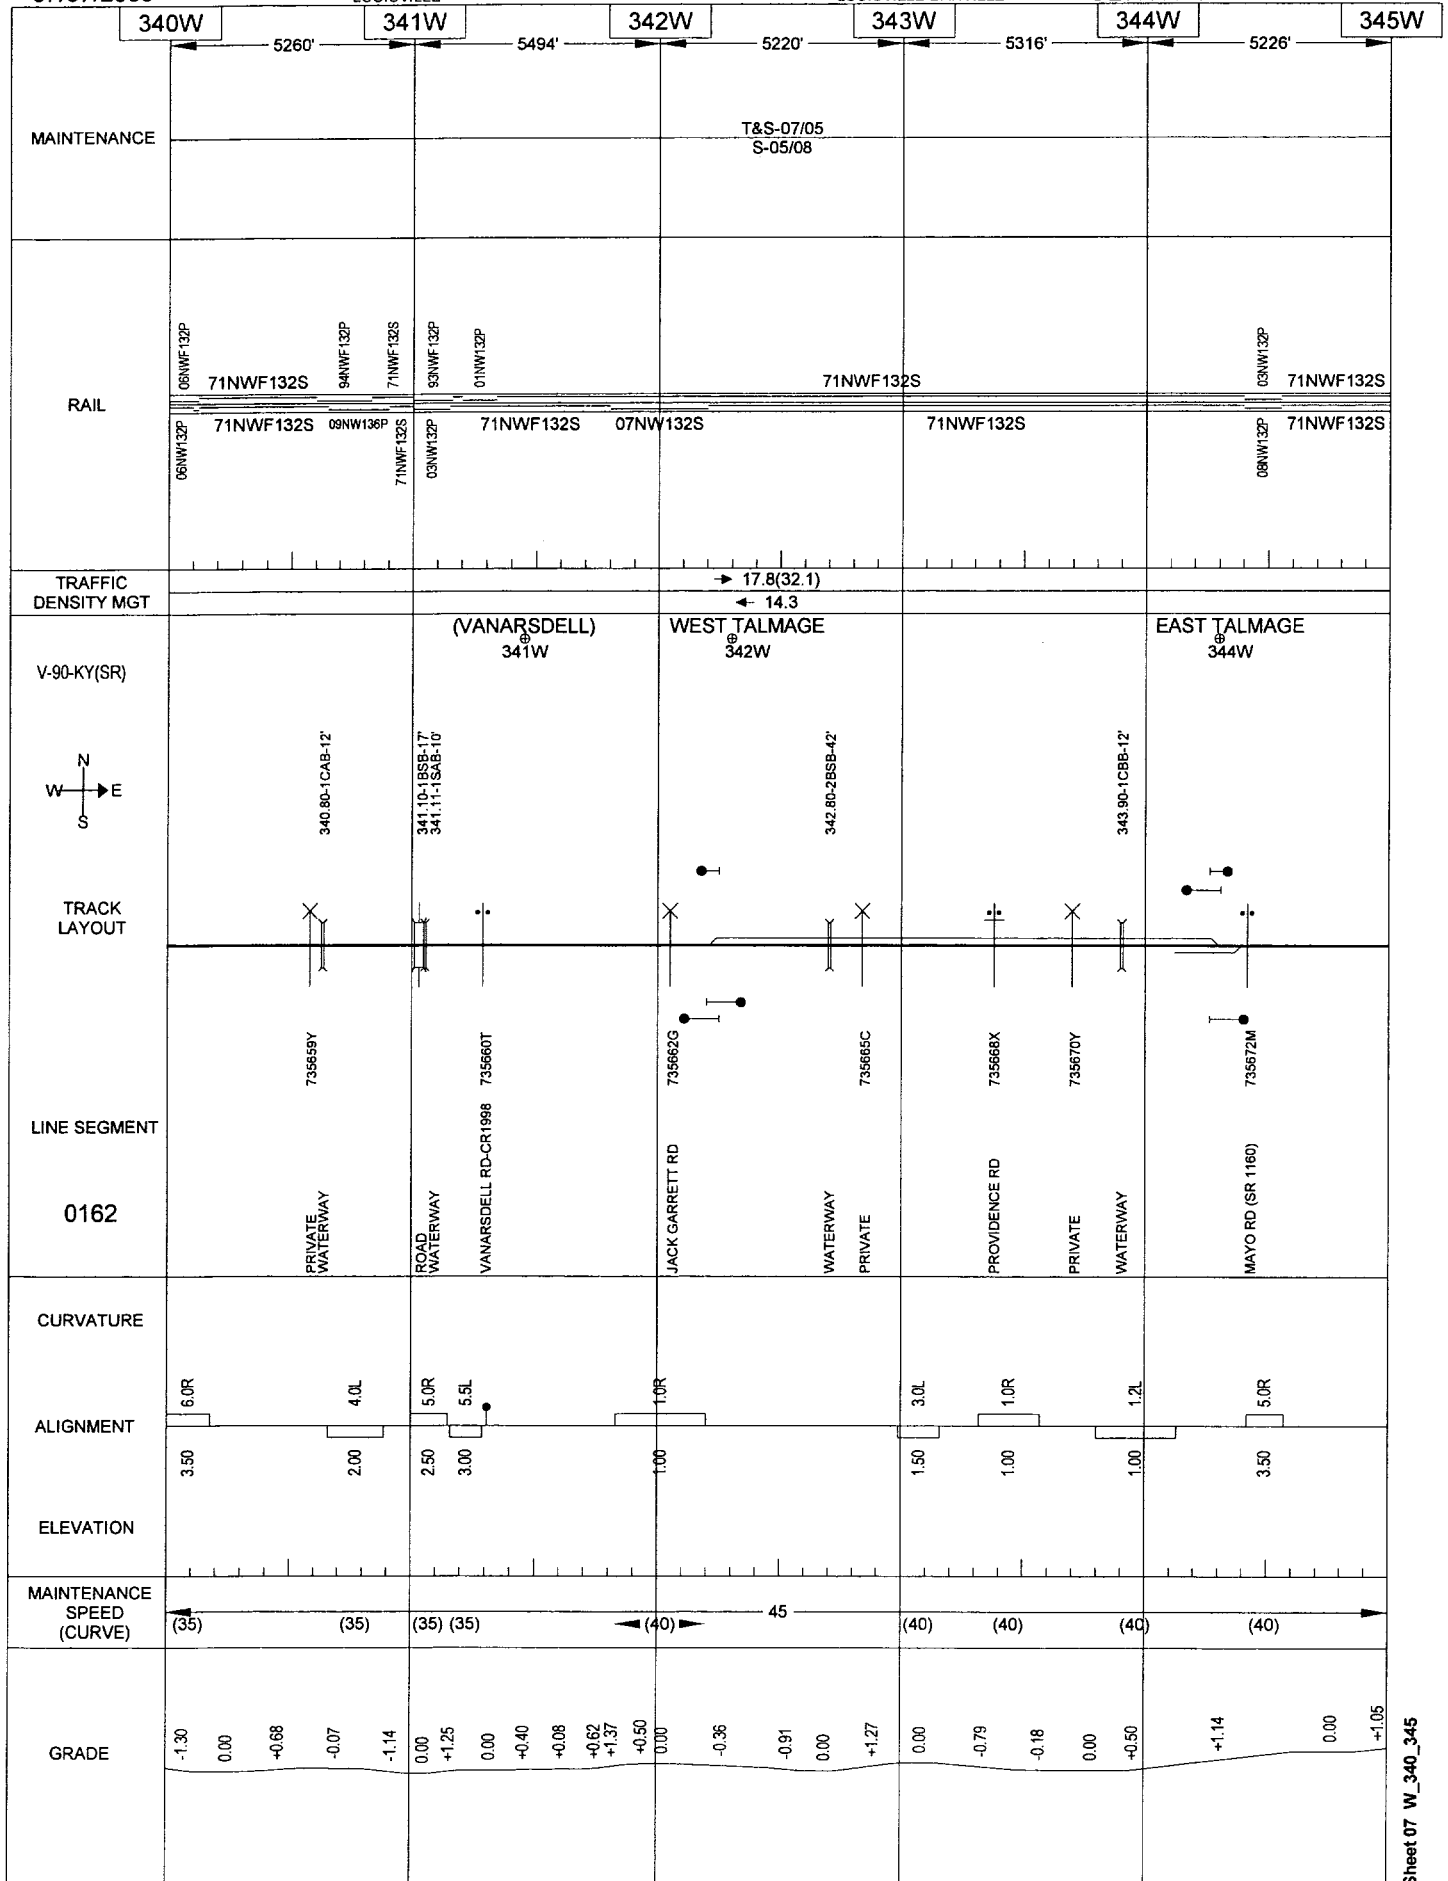 340W 341W 342W 343W 344W 345W
5260' 5494' 5220' 5316' 5226'
MAINTENANCE
T&S-07/05
S-05/08
RAIL
06NWF132P 71NWF132S 94NWF132P 71NWF132S 93NWF132P 01NW132P 71NWF132S 03NW132P 71NWF132S
06NW132P 71NWF132S 09NW136P 71NWF132S 03NW132P 71NWF132S 07NW132S 71NWF132S 08NW132P 71NWF132S
TRAFFIC
DENSITY MGT
17.8(32.1)
14.3
(VANARSDELL) WEST TALMAGE EAST TALMAGE
341W 342W 344W
V-90-KY(SR)
N
W E
S
340.80-1CAB-12'
341.10-1BSB-17'
341.11-1SAB-10'
342.80-2BSB-42'
343.90-1CBB-12'
TRACK
LAYOUT
735659Y 735660T 735662G 735665C 735668X 735670Y 735672M
LINE SEGMENT
0162
PRIVATE
WATERWAY
ROAD
WATERWAY
VANARSDELL RD-CR1998
JACK GARRETT RD
WATERWAY
PRIVATE
PROVIDENCE RD
PRIVATE
WATERWAY
MAYO RD (SR 1160)
CURVATURE
6.0R 4.0L 5.0R 5.5L 1.0R 3.0L 1.0R 1.2L 5.0R
ALIGNMENT
3.50 2.00 2.50 3.00 1.00 1.50 1.00 1.00 3.50
ELEVATION
MAINTENANCE
SPEED
(CURVE)
45
(35) (35) (35) (35) (40) (40) (40) (40) (40)
GRADE
-1.30 0.00 +0.68 -0.07 -1.14 0.00 +1.25 0.00 +0.40 +0.08 +0.62 +1.37 +0.50 0.00 -0.36 -0.91 0.00 +1.27 0.00 -0.79 -0.18 0.00 +0.50 +1.14 0.00 +1.05
Sheet 07 W_340_345